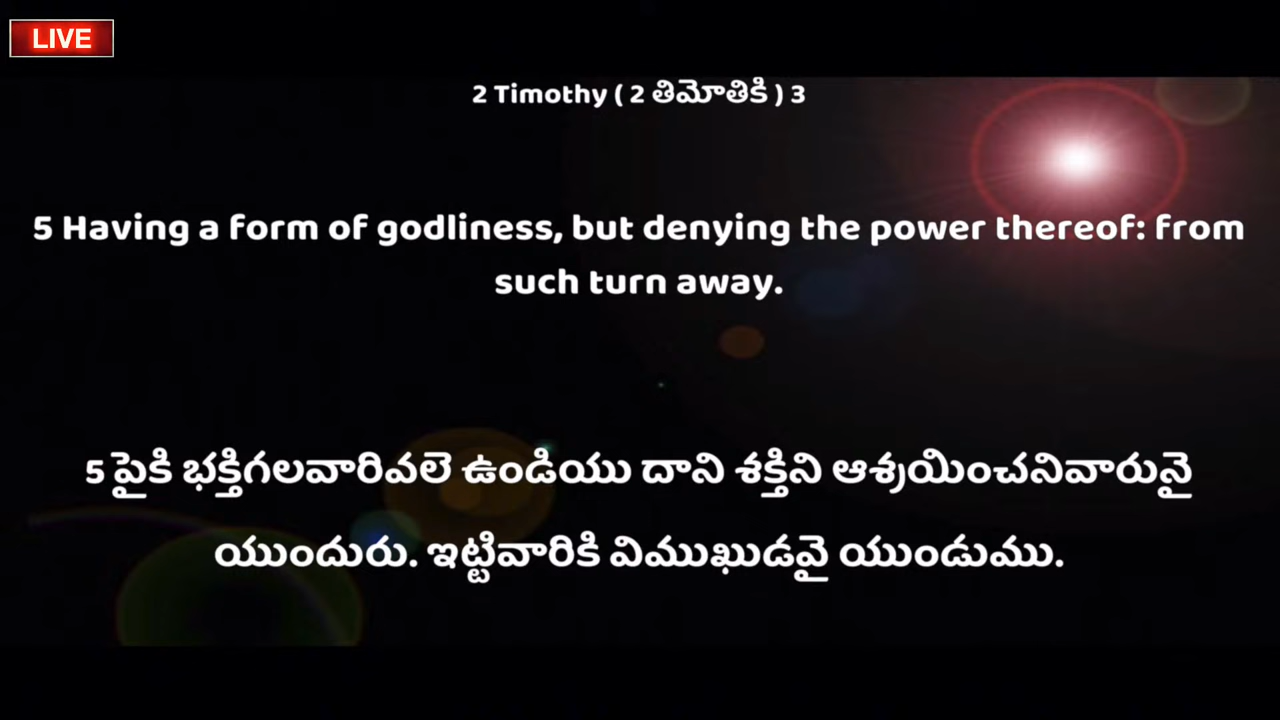 LIVE
2 Timothy ( 2 తిమోతికి ) 3
5 Having a form of godliness, but denying the power thereof: from
such turn away.
5 పైకి భక్తిగలవారివలె ఉండియు దాని శక్తిని ఆశ్రయించనివారునై
యుందురు. ఇట్టివారికి విముఖుడవై యుండుము.